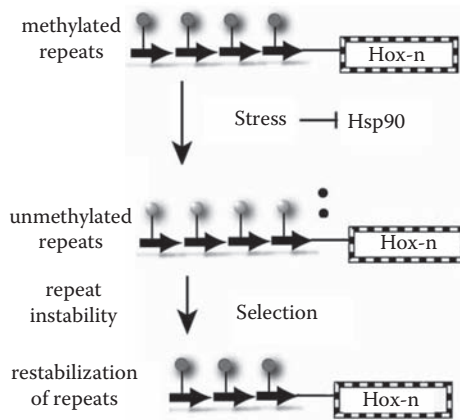 methylated
repeats
Hox-n
Stress
Hsp90
unmethylated
repeats
Hox-n
repeat
instability
Selection
restabilization
of repeats
Hox-n